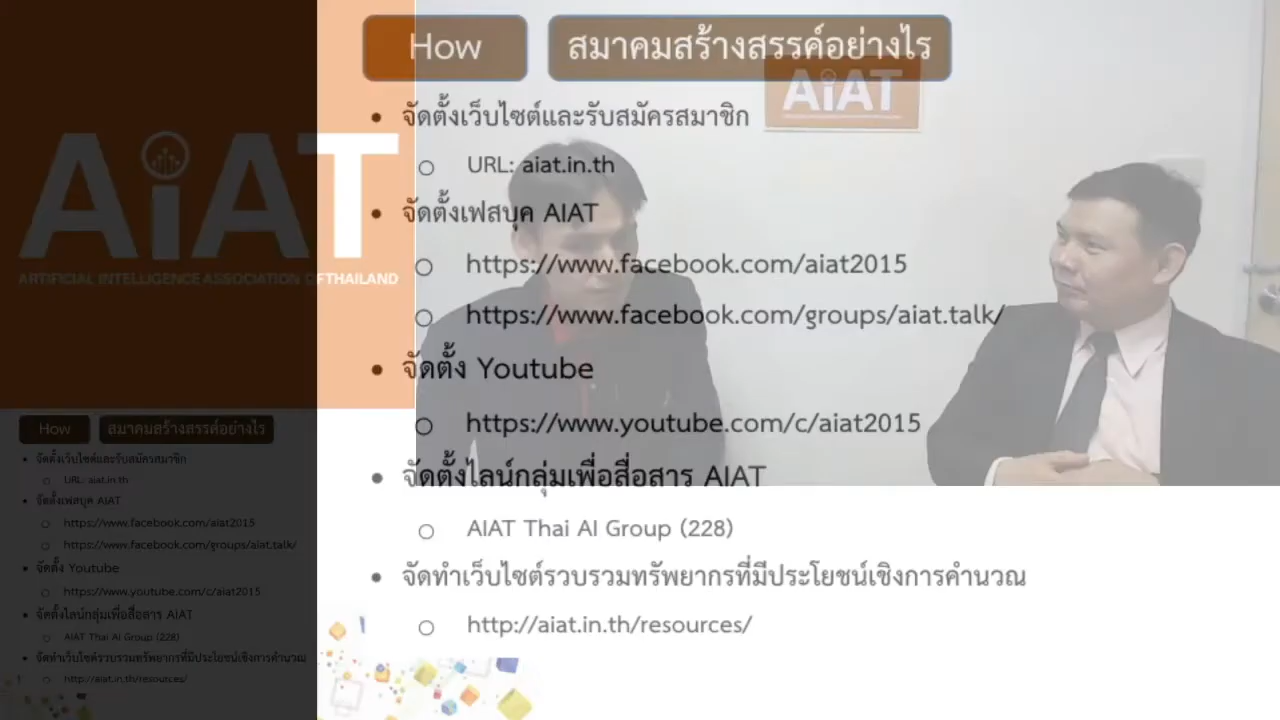 How
สมาคมสร้างสรรค์อย่างไร
AiAT
• จัดตั้งเว็บไซต์และรับสมัครสมาชิก
○ URL: aiat.in.th
• จัดตั้งเฟสบุค AIAT
○ https://www.facebook.com/aiat2015
○ https://www.facebook.com/groups/aiat.talk/
• จัดตั้ง Youtube
○ https://www.youtube.com/c/aiat2015
• จัดตั้งไลน์กลุ่มเพื่อสื่อสาร AIAT
○ AIAT Thai AI Group (228)
• จัดทำเว็บไซต์รวบรวมทรัพยากรที่มีประโยชน์เชิงการคำนวณ
○ http://aiat.in.th/resources/
AiAT
ARTIFICIAL INTELLIGENCE ASSOCIATION OF THAILAND
How
สมาคมสร้างสรรค์อย่างไร
• จัดตั้งเว็บไซต์และรับสมัครสมาชิก
○ URL: aiat.in.th
• จัดตั้งเฟสบุค AIAT
○ https://www.facebook.com/aiat2015
○ https://www.facebook.com/groups/aiat.talk/
• จัดตั้ง Youtube
○ https://www.youtube.com/c/aiat2015
• จัดตั้งไลน์กลุ่มเพื่อสื่อสาร AIAT
○ AIAT Thai AI Group (228)
• จัดทำเว็บไซต์รวบรวมทรัพยากรที่มีประโยชน์เชิงการคำนวณ
○ http://aiat.in.th/resources/